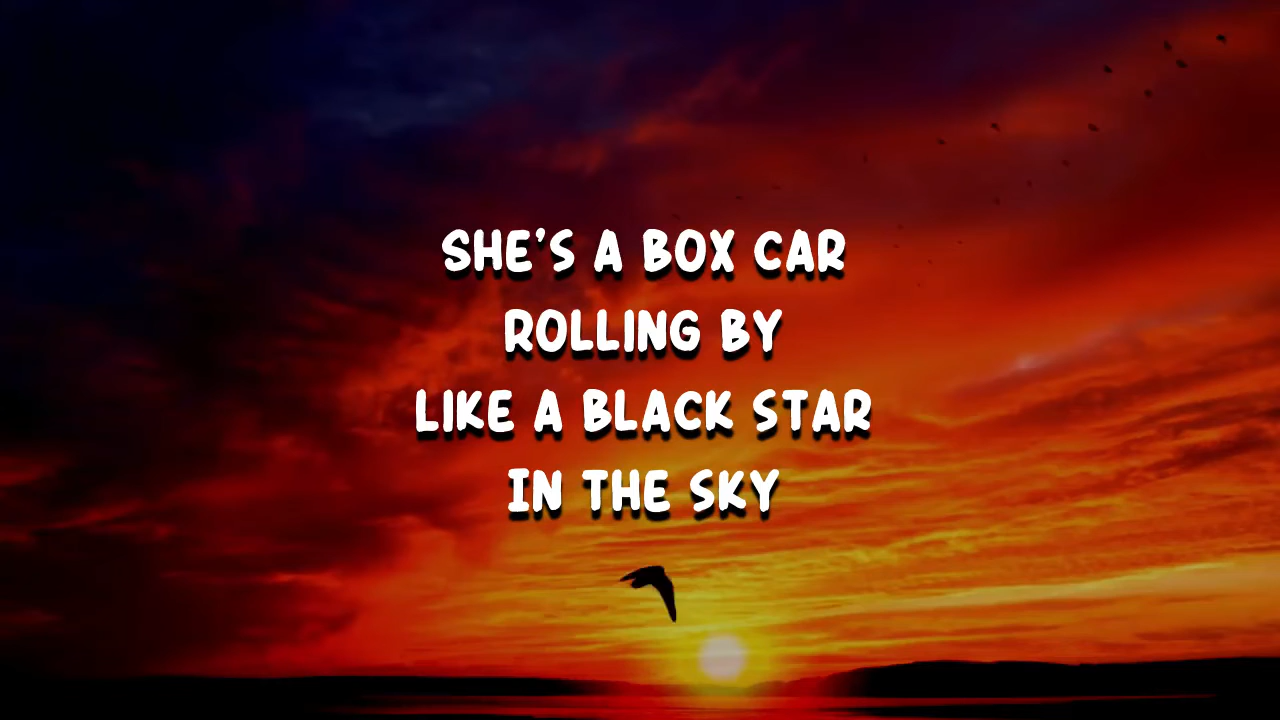 SHE'S A BOX CAR
ROLLING BY
LIKE A BLACK STAR
IN THE SKY